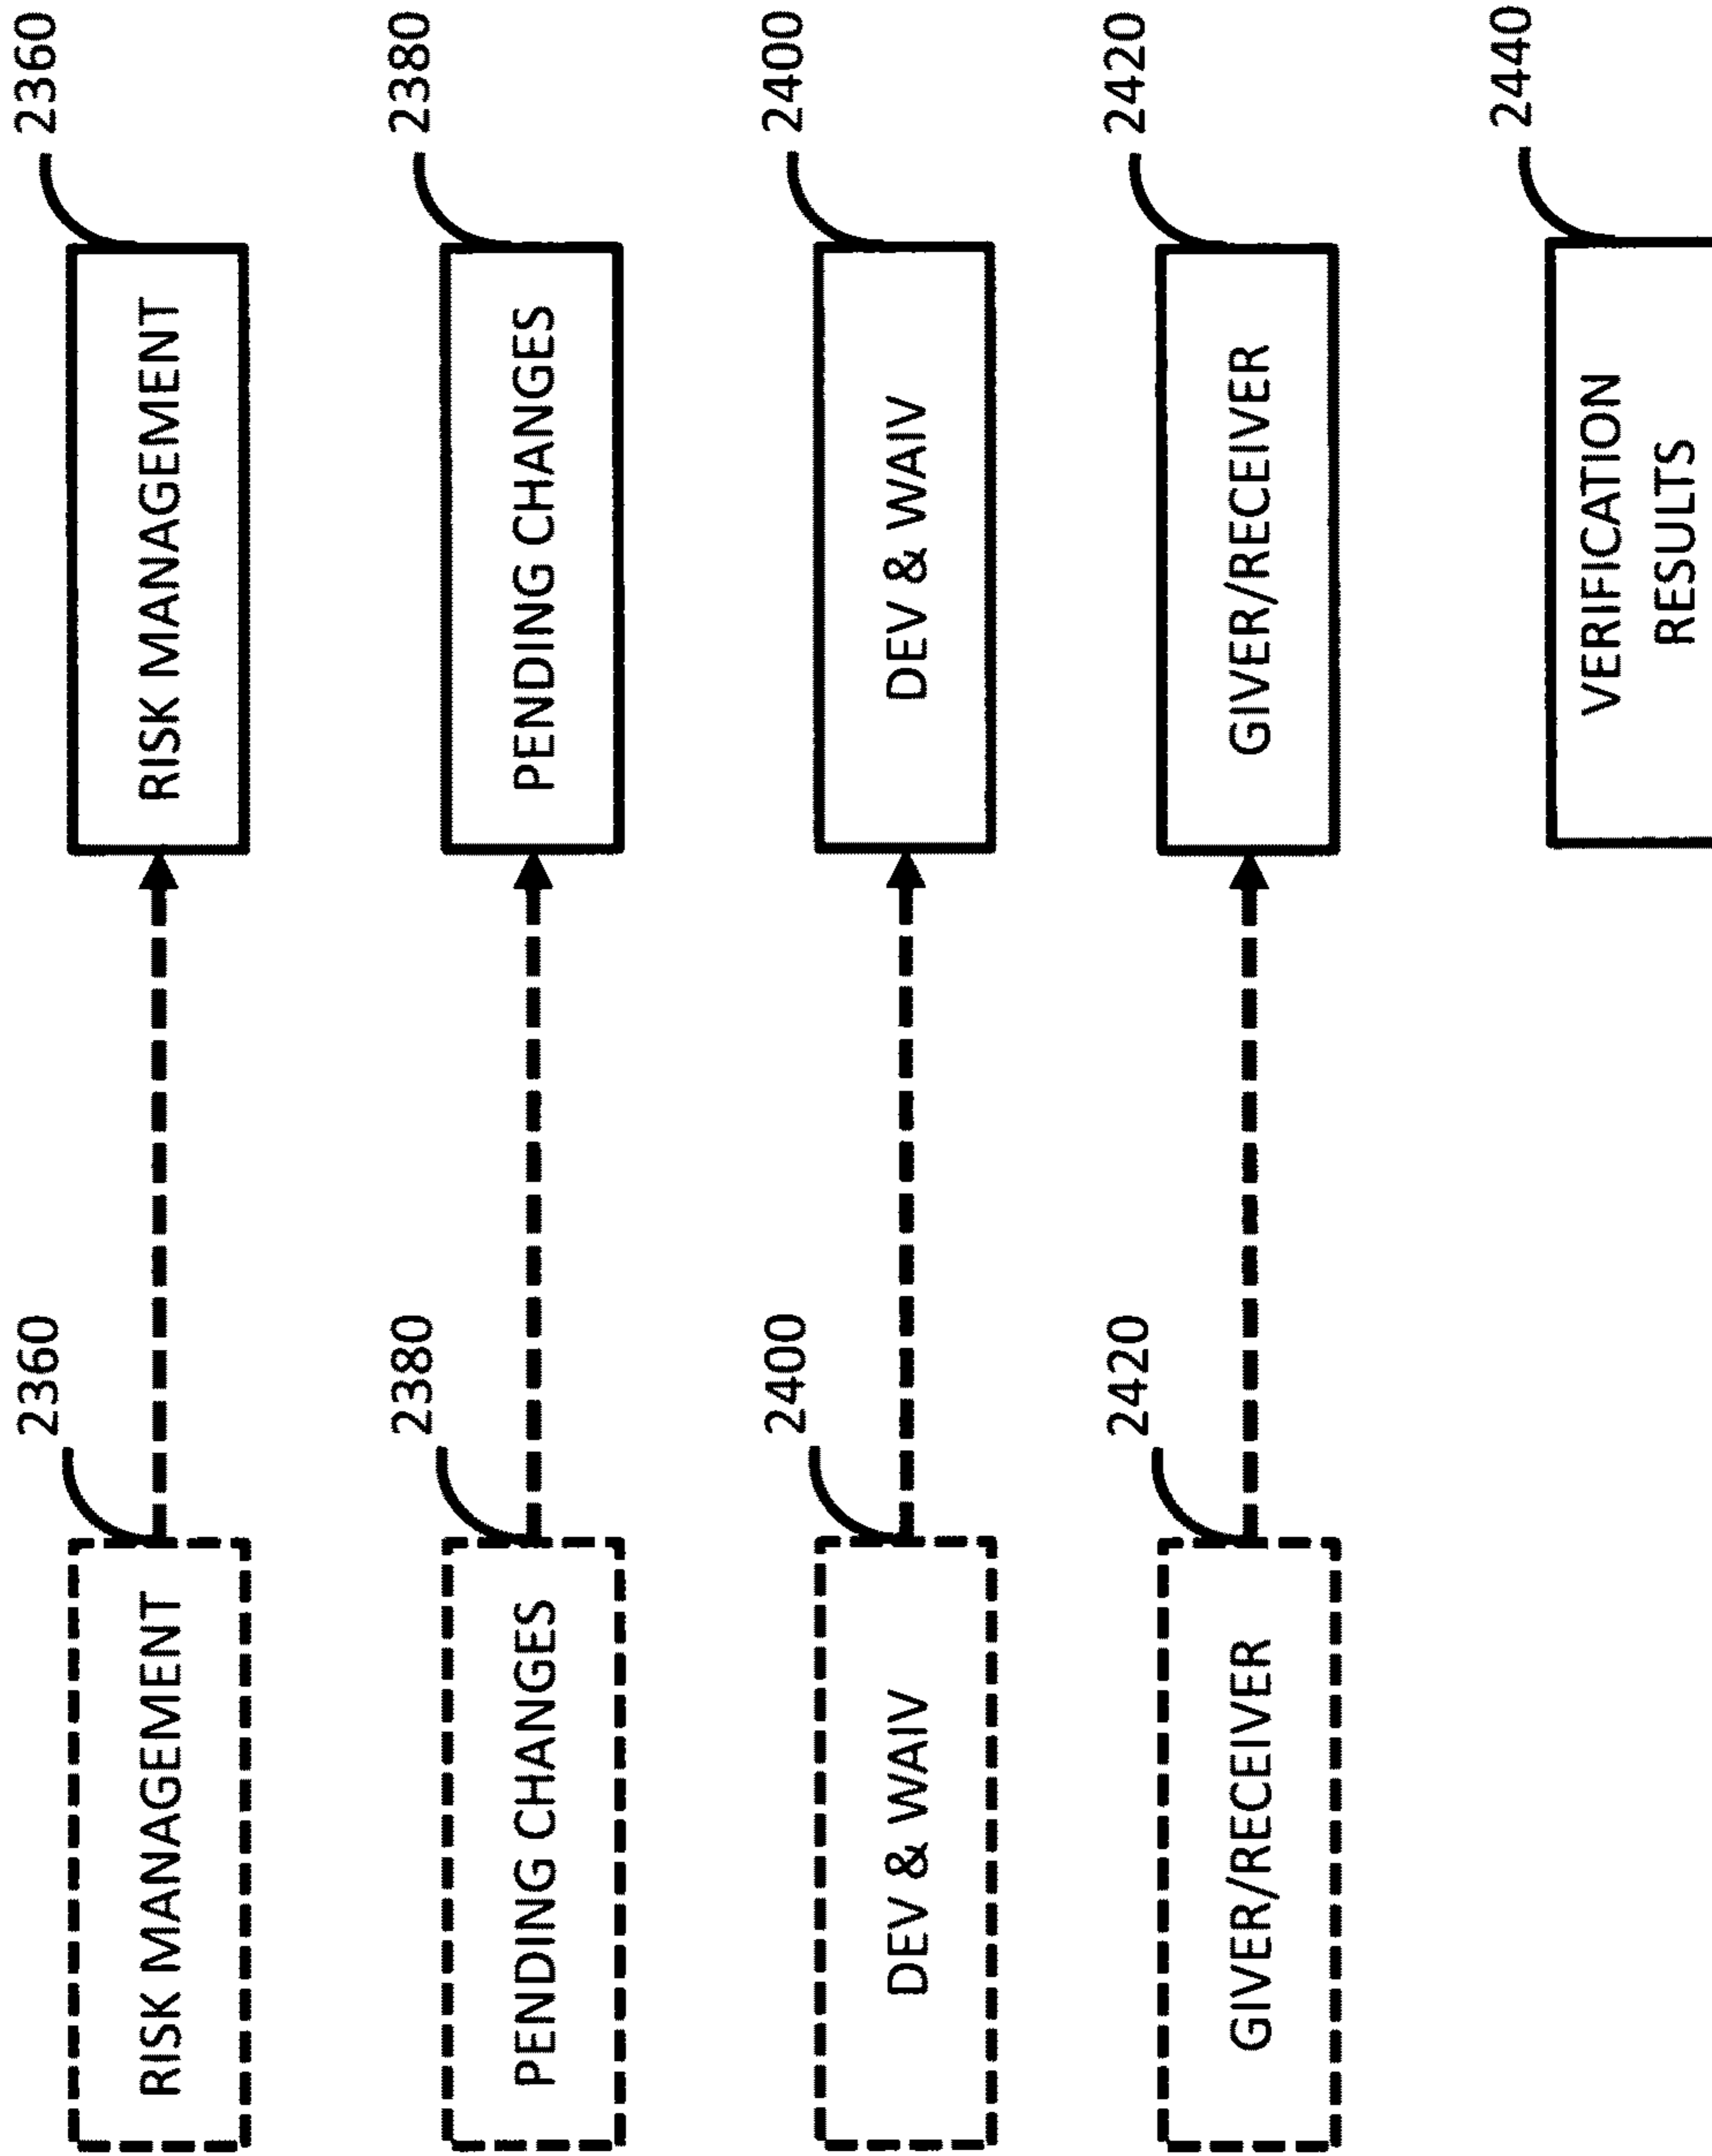 2360
2360
RISK MANAGEMENT
RISK MANAGEMENT
2380
2380
PENDING CHANGES
PENDING CHANGES
2400
2400
DEV & WAIV
DEV & WAIV
2420
2420
GIVER/RECEIVER
GIVER/RECEIVER
2440
VERIFICATION
RESULTS